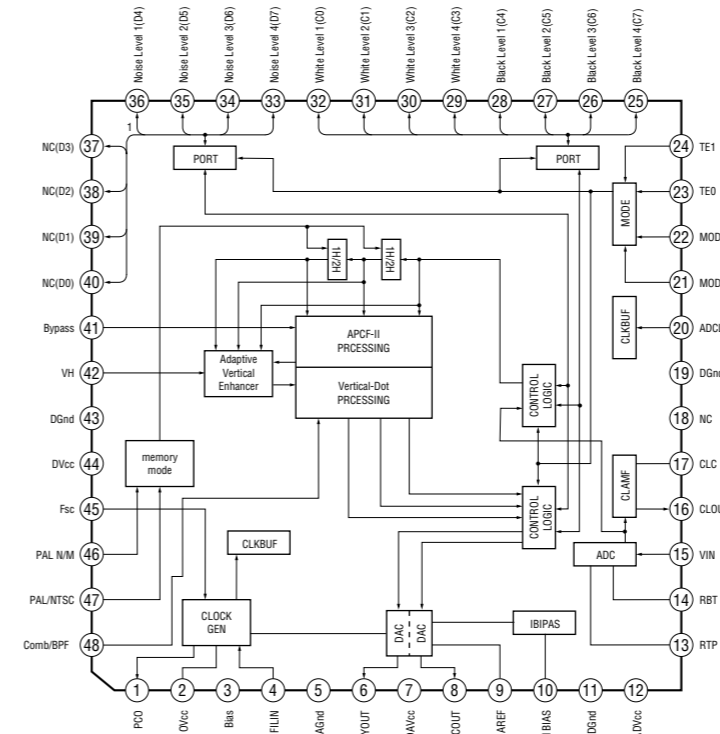 Noise Level 1(D4)
Noise Level 2(D5)
Noise Level 3(D6)
Noise Level 4(D7)
White Level 1(C0)
White Level 2(C1)
White Level 3(C2)
White Level 4(C3)
Black Level 1(C4)
Black Level 2(C5)
Black Level 3(C6)
Black Level 4(C7)
36 35 34 33 32 31 30 29 28 27 26 25
1
NC(D3) 37
PORT
PORT
24 TE1
NC(D2) 38
23 TE0
MODE
NC(D1) 39
22 MOD
NC(D0) 40
21 MOD
1H/2H
1H/2H
Bypass 41
APCF-II
PRCESSING
CLKBUF
20 ADCL
VH 42
Adaptive
Vertical
Enhancer
Vertical-Dot
PRCESSING
CONTROL
LOGIC
19 DGnd
DGnd 43
18 NC
DVcc 44
memory
mode
17 CLC
CLAMF
Fsc 45
CONTROL
LOGIC
16 CLOU
PAL N/M 46
CLKBUF
ADC
15 VIN
PAL/NTSC 47
14 RBT
CLOCK
GEN
DAC
DAC
IBIPAS
Comb/BPF 48
13 RTP
1 2 3 4 5 6 7 8 9 10 11 12
PCO
OVcc
Bias
FILIN
AGnd
YOUT
DAVcc
COUT
AREF
IBIAS
DGnd
ADVcc